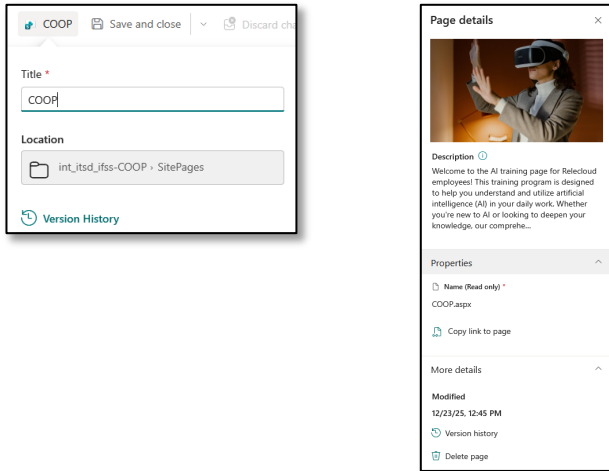 COOP Save and close Discard cha
Title *
COOP
Location
int_itsd_ifss-COOP › SitePages
Version History
Page details
Description
Welcome to the AI training page for Relecloud
employees! This training program is designed
to help you understand and utilize artificial
intelligence (AI) in your daily work. Whether
you're new to AI or looking to deepen your
knowledge, our comprehe...
Properties
Name (Read only) *
COOP.aspx
Copy link to page
More details
Modified
12/23/25, 12:45 PM
Version history
Delete page